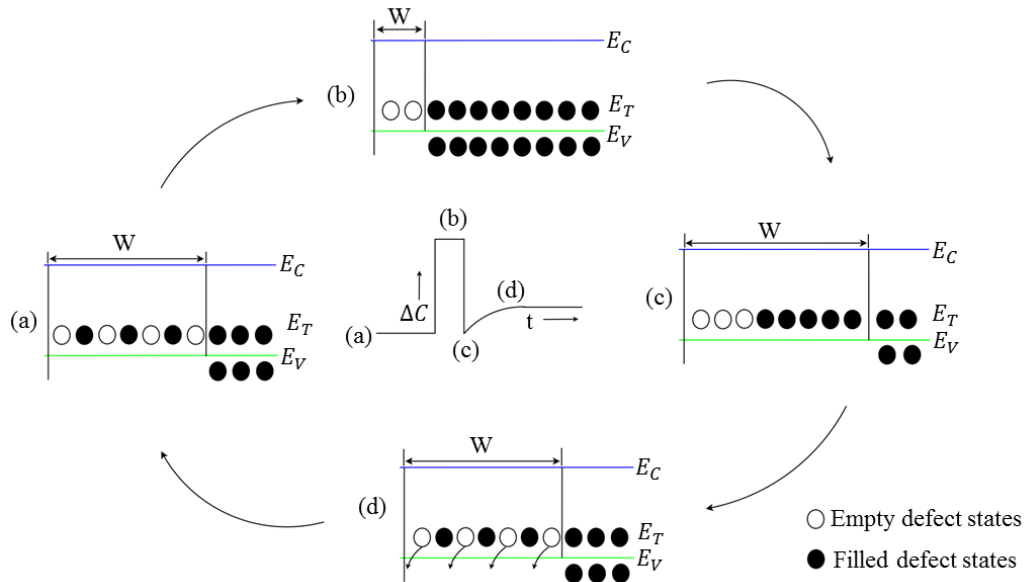 W
E_C
(b)
E_T
E_V
W
E_C
(a)
E_T
E_V
(b)
ΔC
(d)
(a)
t
(c)
W
E_C
(c)
E_T
E_V
W
E_C
(d)
E_T
E_V
Empty defect states
Filled defect states